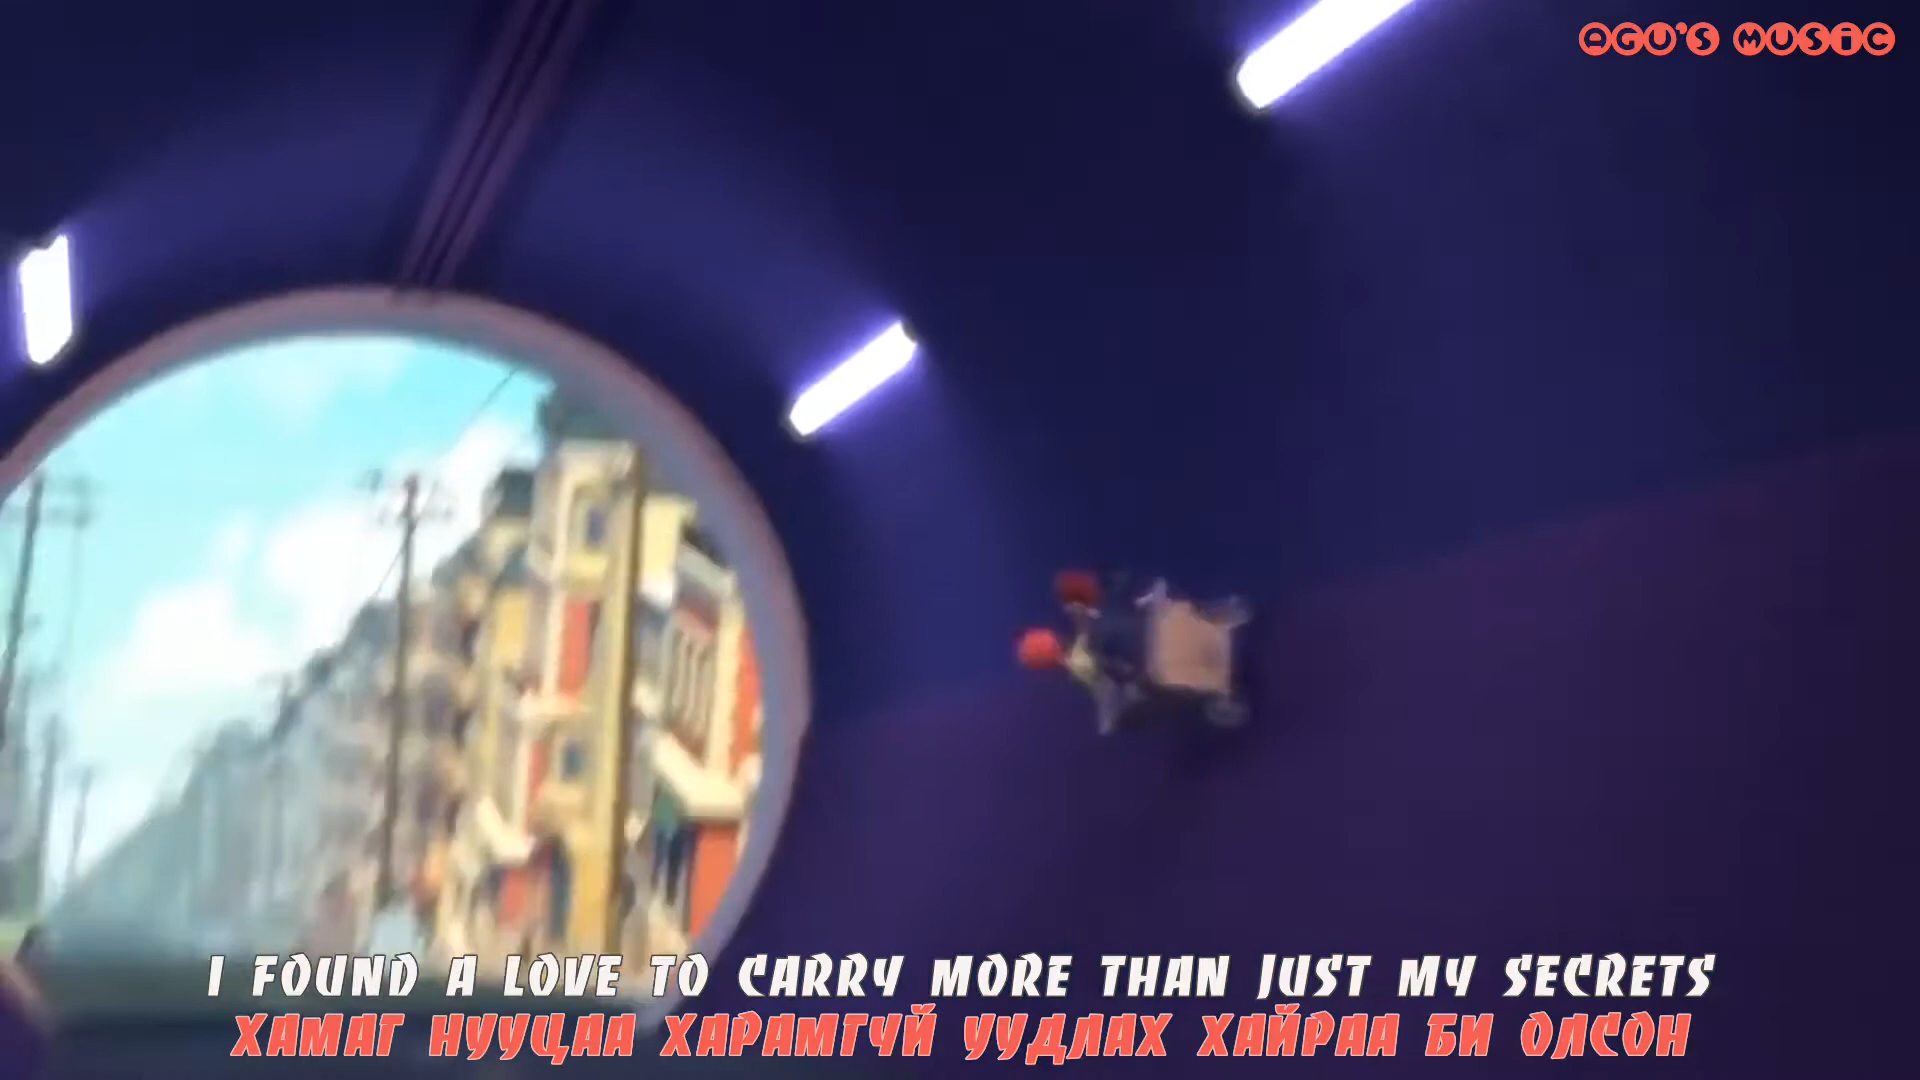 AGU'S MUSIC
I FOUND A LOVE TO CARRY MORE THAN JUST MY SECRETS
ХАМАГ НУУЦАА ХАРАМГҮЙ УУДЛАХ ХАЙРАА БИ ОЛСОН